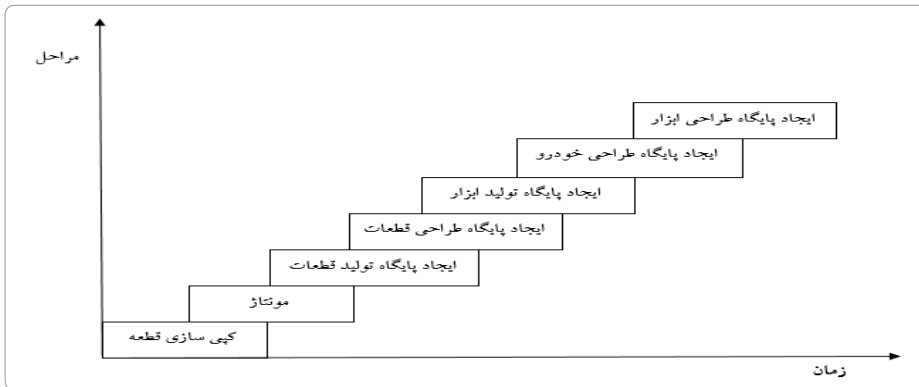 مراحل
ایجاد پایگاه طراحی ابزار
ایجاد پایگاه طراحی خودرو
ایجاد پایگاه تولید ابزار
ایجاد پایگاه طراحی قطعات
ایجاد پایگاه تولید قطعات
مونتاژ
کپی سازی قطعه
زمان